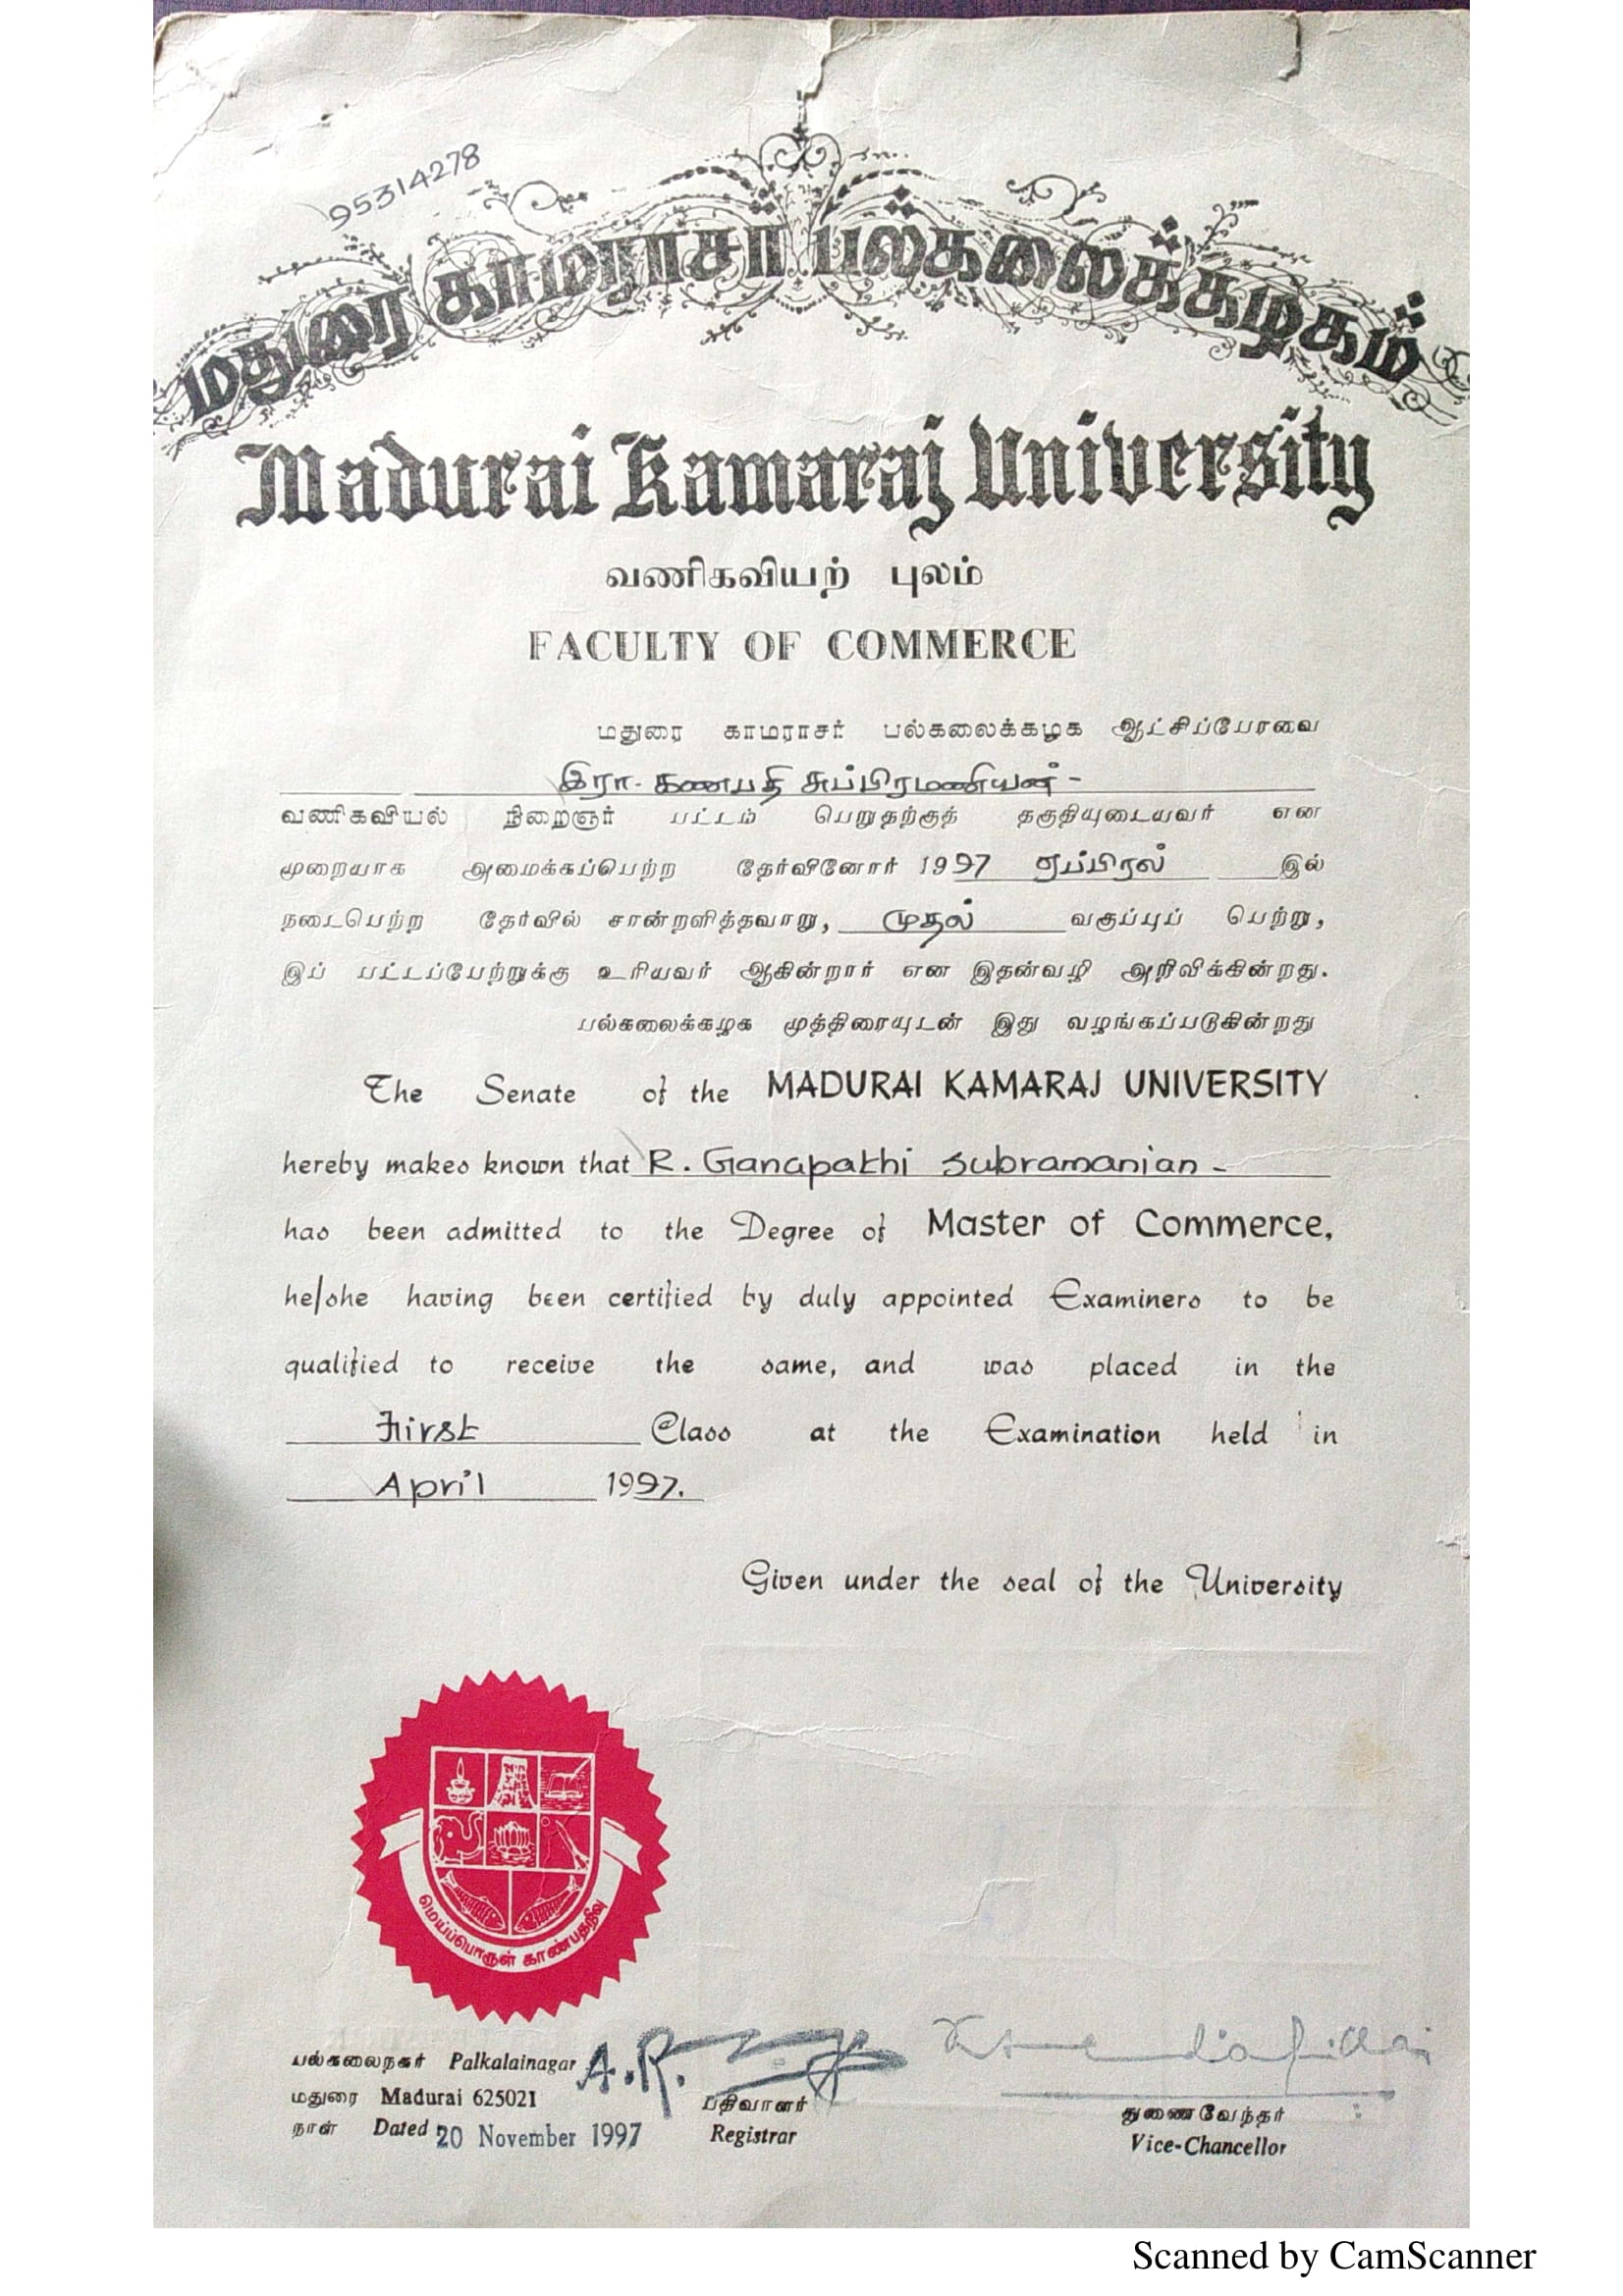 95314278
மதுரை காமராசர் பல்கலைக்கழகம்
Madurai Kamaraj University
வணிகவியற் புலம்
FACULTY OF COMMERCE
மதுரை காமராசர் பல்கலைக்கழக ஆட்சிப்பேரவை
இரா. கணபதி சுப்பிரமணியன் -
வணிகவியல் நிறைஞர் பட்டம் பெறுதற்குத் தகுதியுடையவர் என
முறையாக அமைக்கப்பெற்ற தேர்வினோர் 1997 ஏப்பிரல் இல்
நடைபெற்ற தேர்வில் சான்றளித்தவாறு, முதல் வகுப்புப் பெற்று,
இப் பட்டப்பேற்றுக்கு உரியவர் ஆகின்றார் என இதன்வழி அறிவிக்கின்றது.
பல்கலைக்கழக முத்திரையுடன் இது வழங்கப்படுகின்றது
The Senate of the MADURAI KAMARAJ UNIVERSITY
hereby makes known that R. Ganapathi Subramanian -
has been admitted to the Degree of Master of Commerce,
he/she having been certified by duly appointed Examiners to be
qualified to receive the same, and was placed in the
First Class at the Examination held in
April 1997.
Given under the seal of the University
மெய்ப்பொருள் காண்பதறிவு
பல்கலைநகர் Palkalainagar
மதுரை Madurai 625021
நாள் Dated 20 November 1997
A.R.
பதிவாளர்
Registrar
துணைவேந்தர்
Vice-Chancellor
Scanned by CamScanner